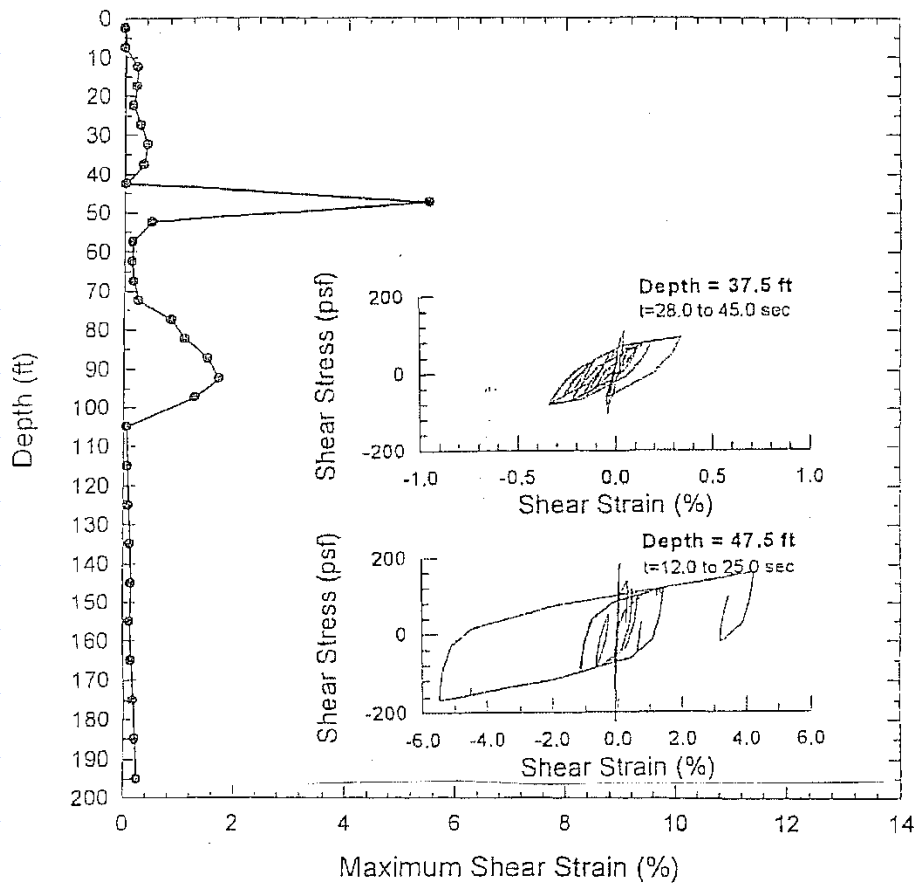 0
10
20
30
40
50
60
70
80
90
100
110
120
130
140
150
160
170
180
190
200
Depth (ft)
0 2 4 6 8 10 12 14
Maximum Shear Strain (%)
Depth = 37.5 ft
t=28.0 to 45.0 sec
200
0
-200
Shear Stress (psf)
-1.0 -0.5 0.0 0.5 1.0
Shear Strain (%)
Depth = 47.5 ft
t=12.0 to 25.0 sec
200
0
-200
Shear Stress (psf)
-6.0 -4.0 -2.0 0.0 2.0 4.0 6.0
Shear Strain (%)